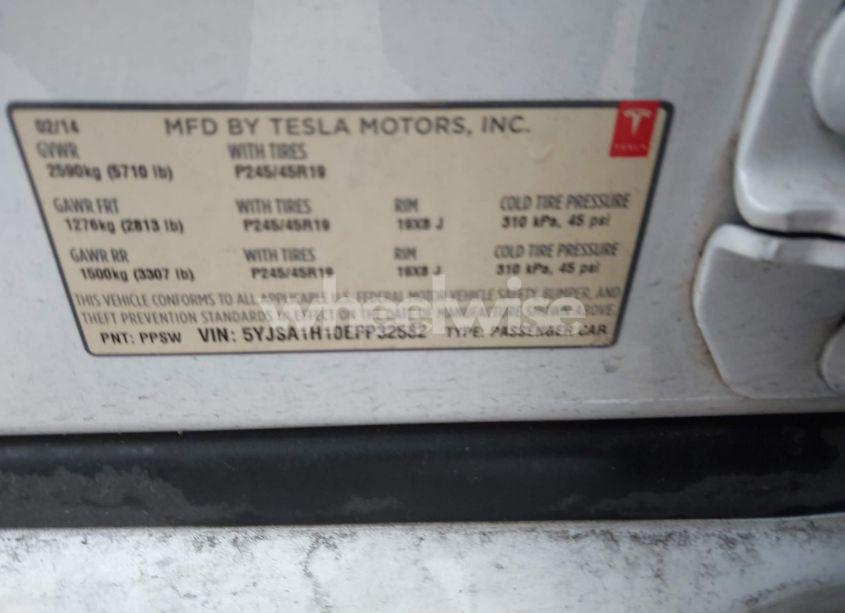 02/14 MFD BY TESLA MOTORS, INC.
GVWR WITH TIRES TESLA
2590kg (5710 lb) P245/45R19
GAWR FRT WITH TIRES RIM COLD TIRE PRESSURE
1276kg (2813 lb) P245/45R19 19X8 J 310 kPa, 45 psi
GAWR RR WITH TIRES RIM COLD TIRE PRESSURE
1500kg (3307 lb) P245/45R19 19X8 J 310 kPa, 45 psi
THIS VEHICLE CONFORMS TO ALL APPLICABLE U.S. FEDERAL MOTOR VEHICLE SAFETY, BUMPER, AND
THEFT PREVENTION STANDARDS IN EFFECT ON THE DATE OF MANUFACTURE SHOWN ABOVE.
PNT: PPSW VIN: 5YJSA1H10EFP32582 TYPE: PASSENGER CAR
wheelwise